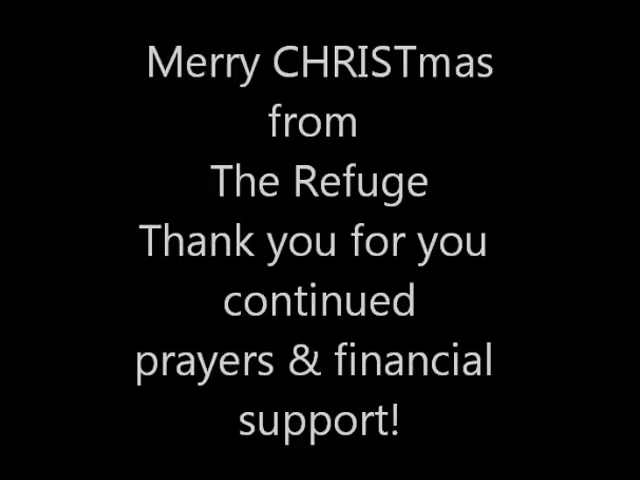 Merry CHRISTmas
from
The Refuge
Thank you for you
continued
prayers & financial
support!